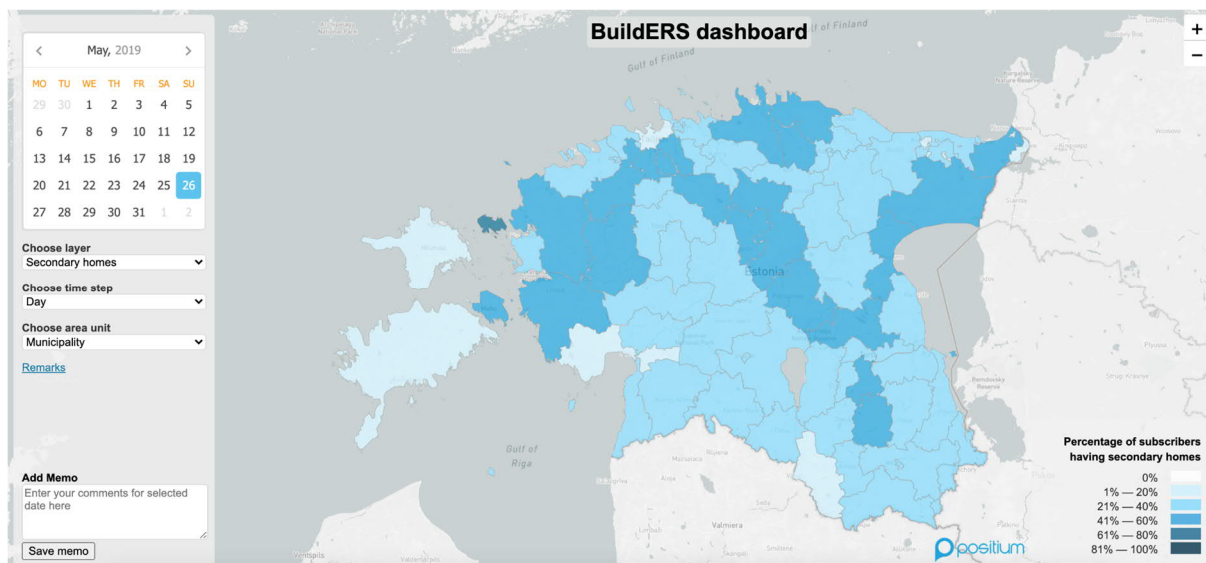 BuildERS dashboard
May, 2019
MO TU WE TH FR SA SU
29 30 1 2 3 4 5
6 7 8 9 10 11 12
13 14 15 16 17 18 19
20 21 22 23 24 25 26
27 28 29 30 31 1 2
Choose layer
Secondary homes
Choose time step
Day
Choose area unit
Municipality
Remarks
Add Memo
Enter your comments for selected
date here
Save memo
+
−
Gulf of Finland
Gulf of Finland
Estonia
Gulf of
Riga
Remdovsky
Reserve
Valmiera
Ventspils
Percentage of subscribers
having secondary homes
0%
1% — 20%
21% — 40%
41% — 60%
61% — 80%
81% — 100%
positium